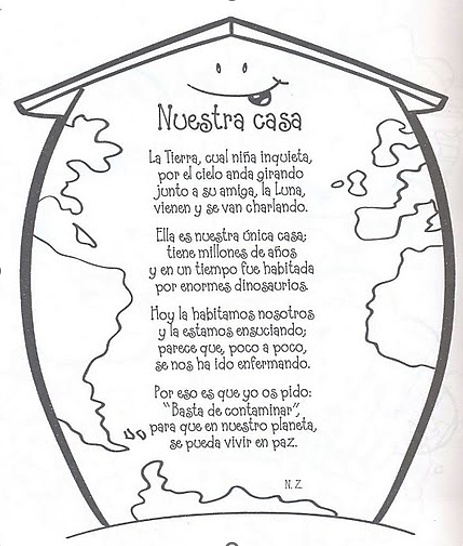 Nuestra casa
La Tierra, cual niña inquieta,
por el cielo anda girando
junto a su amiga, la Luna,
vienen y se van charlando.
Ella es nuestra única casa;
tiene millones de años
y en un tiempo fue habitada
por enormes dinosaurios.
Hoy la habitamos nosotros
y la estamos ensuciando;
parece que, poco a poco,
se nos ha ido enfermando.
Por eso es que yo os pido:
“Basta de contaminar”,
para que en nuestro planeta,
se pueda vivir en paz.
N. Z.